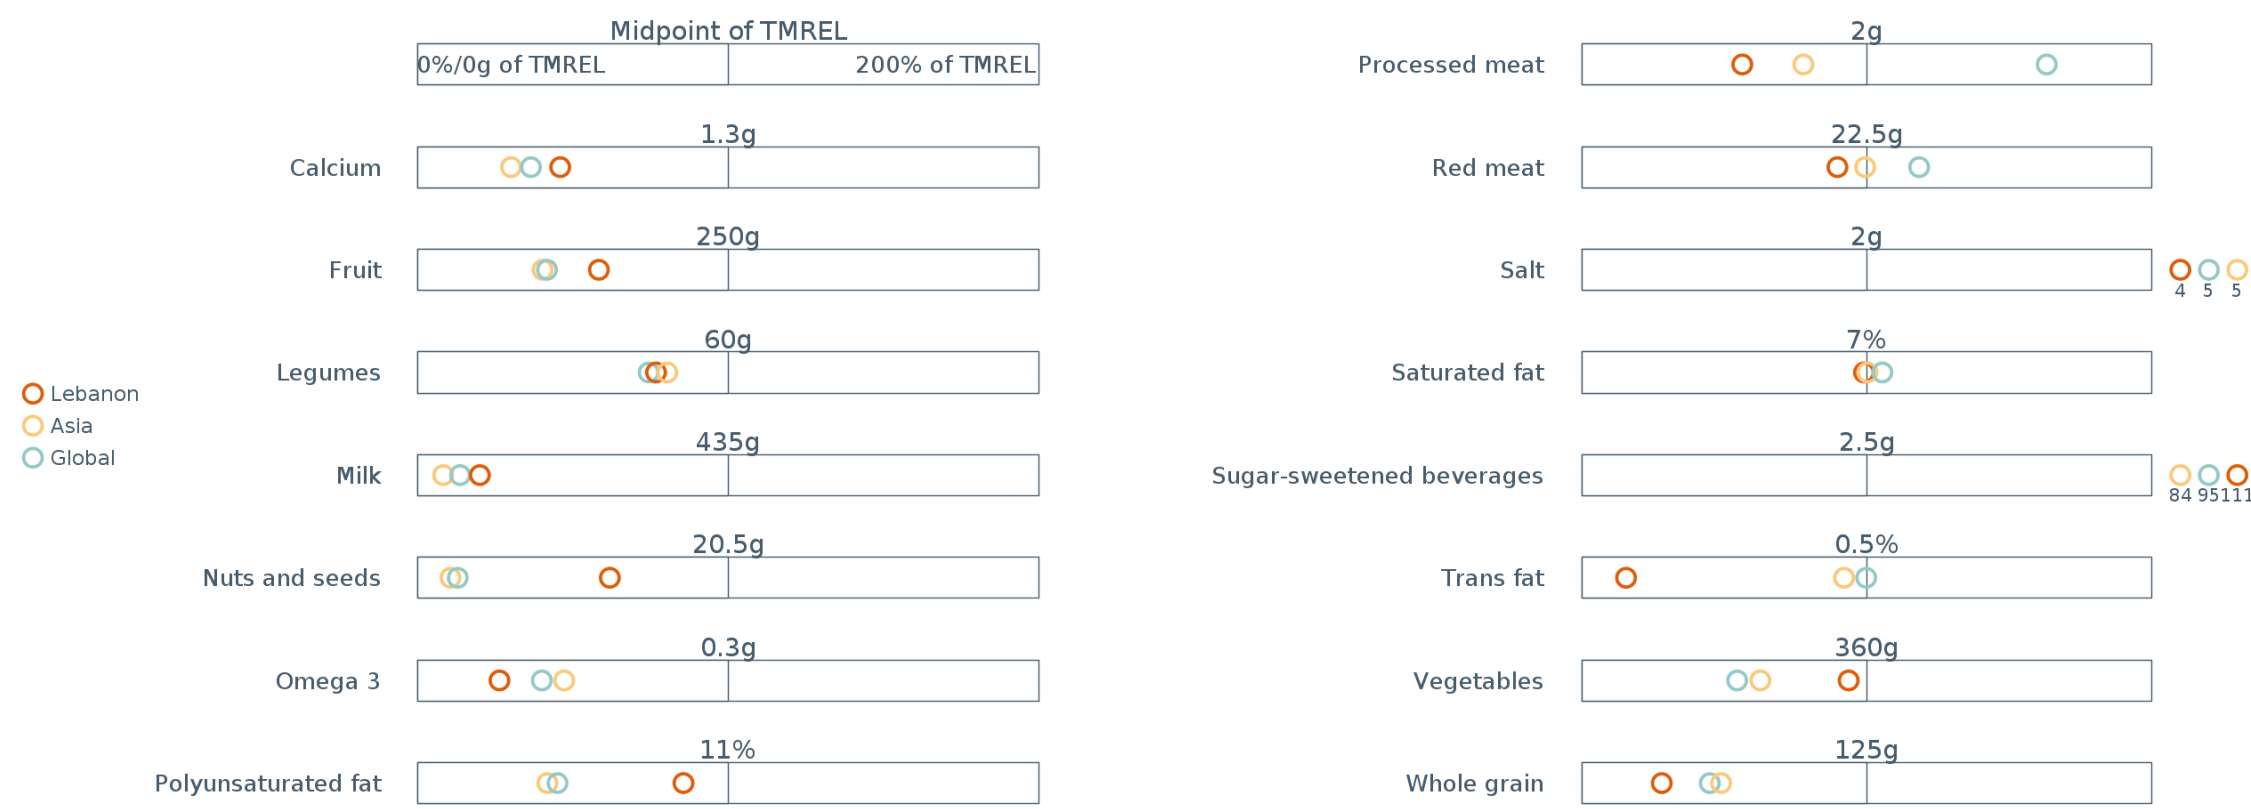 Midpoint of TMREL
0%/0g of TMREL
200% of TMREL
Calcium
1.3g
Fruit
250g
Legumes
60g
Milk
435g
Nuts and seeds
20.5g
Omega 3
0.3g
Polyunsaturated fat
11%
Lebanon
Asia
Global
Processed meat
2g
Red meat
22.5g
Salt
2g
4 5 5
Saturated fat
7%
Sugar-sweetened beverages
2.5g
84 95 111
Trans fat
0.5%
Vegetables
360g
Whole grain
125g